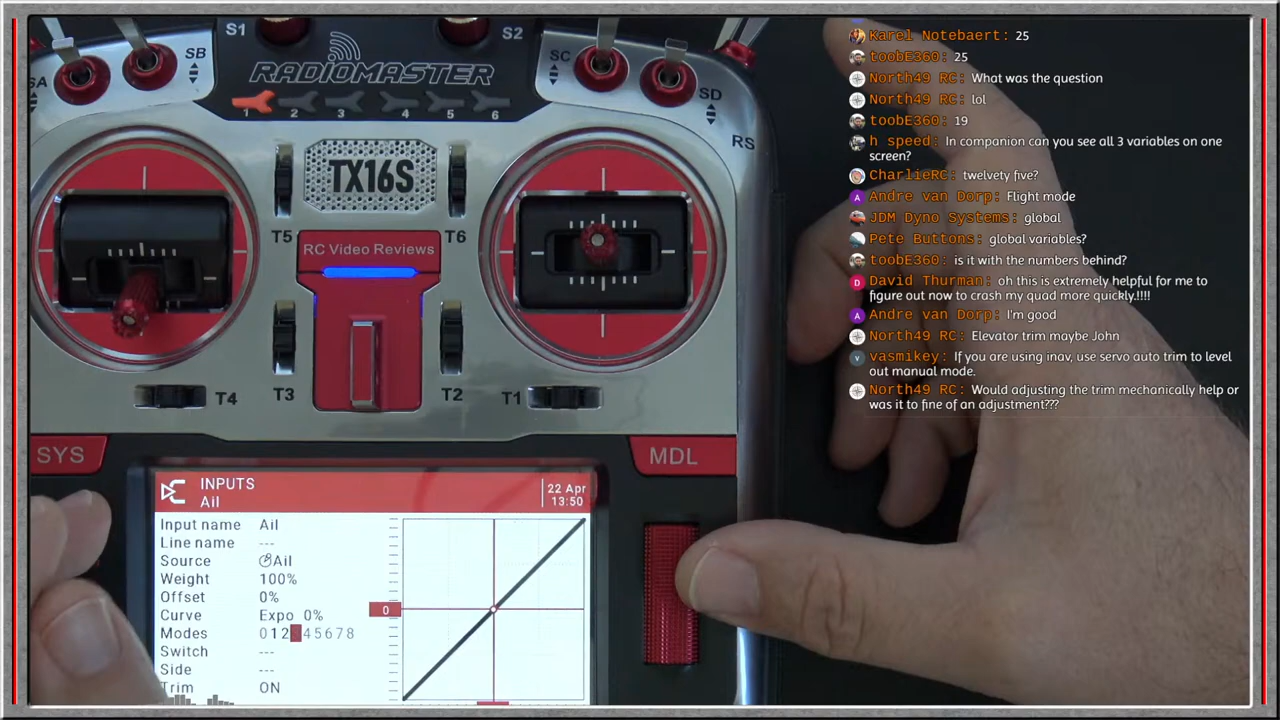 S1
S2
SA
SB
SC
SD
RS
RADIOMASTER
1 2 3 4 5 6
TX16S
T5
T6
RC Video Reviews
T4
T3
T2
T1
SYS
MDL
INPUTS
Ail
22 Apr
13:50
Input name Ail
Line name ---
Source Ail
Weight 100%
Offset 0%
Curve Expo 0%
0
Modes 012 45678
Switch ---
Side ---
Trim ON
Karel Notebaert: 25
toobE360: 25
North49 RC: What was the question
North49 RC: lol
toobE360: 19
h speed: In companion can you see all 3 variables on one
screen?
CharlieRC: twelvety five?
Andre van Dorp: Flight mode
JDM Dyno Systems: global
Pete Buttons: global variables?
toobE360: is it with the numbers behind?
David Thurman: oh this is extremely helpful for me to
figure out now to crash my quad more quickly.!!!!
Andre van Dorp: I'm good
North49 RC: Elevator trim maybe John
vasmikey: If you are using inav, use servo auto trim to level
out manual mode.
North49 RC: Would adjusting the trim mechanically help or
was it to fine of an adjustment???